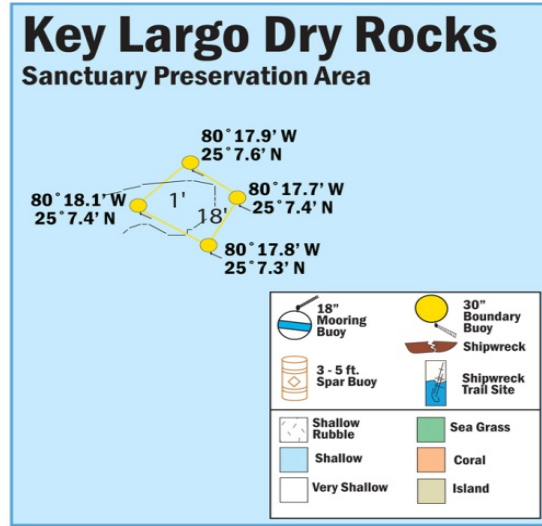 Key Largo Dry Rocks
Sanctuary Preservation Area
80°17.9' W
25°7.6' N
80°18.1' W
25°7.4' N
1'
18'
80°17.7' W
25°7.4' N
80°17.8' W
25°7.3' N
18"
Mooring
Buoy
30"
Boundary
Buoy
Shipwreck
3 - 5 ft.
Spar Buoy
Shipwreck
Trail Site
Shallow
Rubble
Sea Grass
Shallow
Coral
Very Shallow
Island